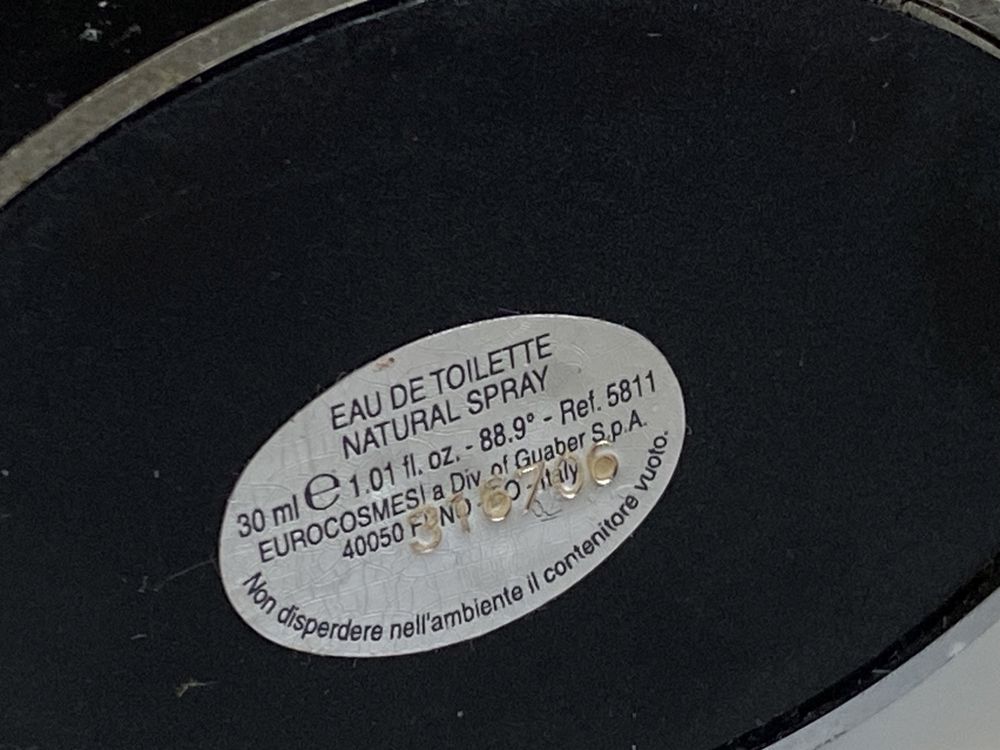 EAU DE TOILETTE
NATURAL SPRAY
30 ml e 1.01 fl. oz. - 88.9° - Ref. 5811
EUROCOSMESI a Div. of Guaber S.p.A.
40050 FUNO - BO - Italy
316706
Non disperdere nell'ambiente il contenitore vuoto.